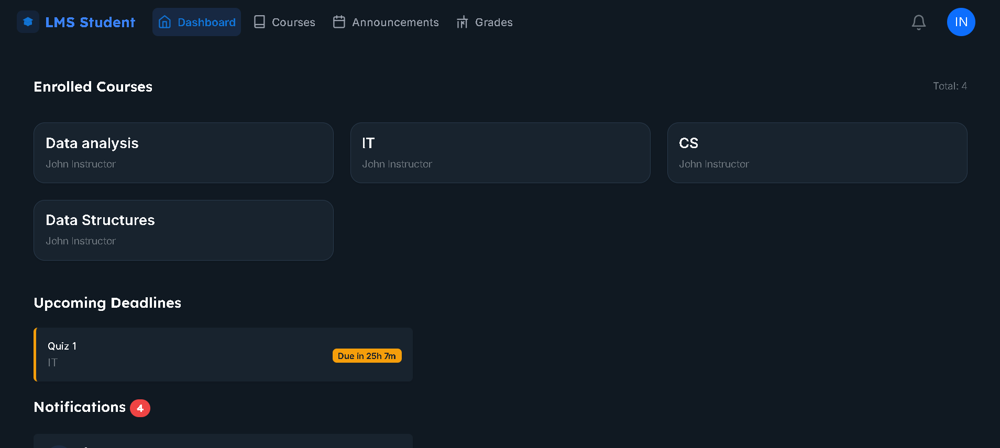 LMS Student
Dashboard
Courses
Announcements
Grades
IN
Enrolled Courses
Total: 4
Data analysis
John Instructor
IT
John Instructor
CS
John Instructor
Data Structures
John Instructor
Upcoming Deadlines
Quiz 1
IT
Due in 25h 7m
Notifications 4